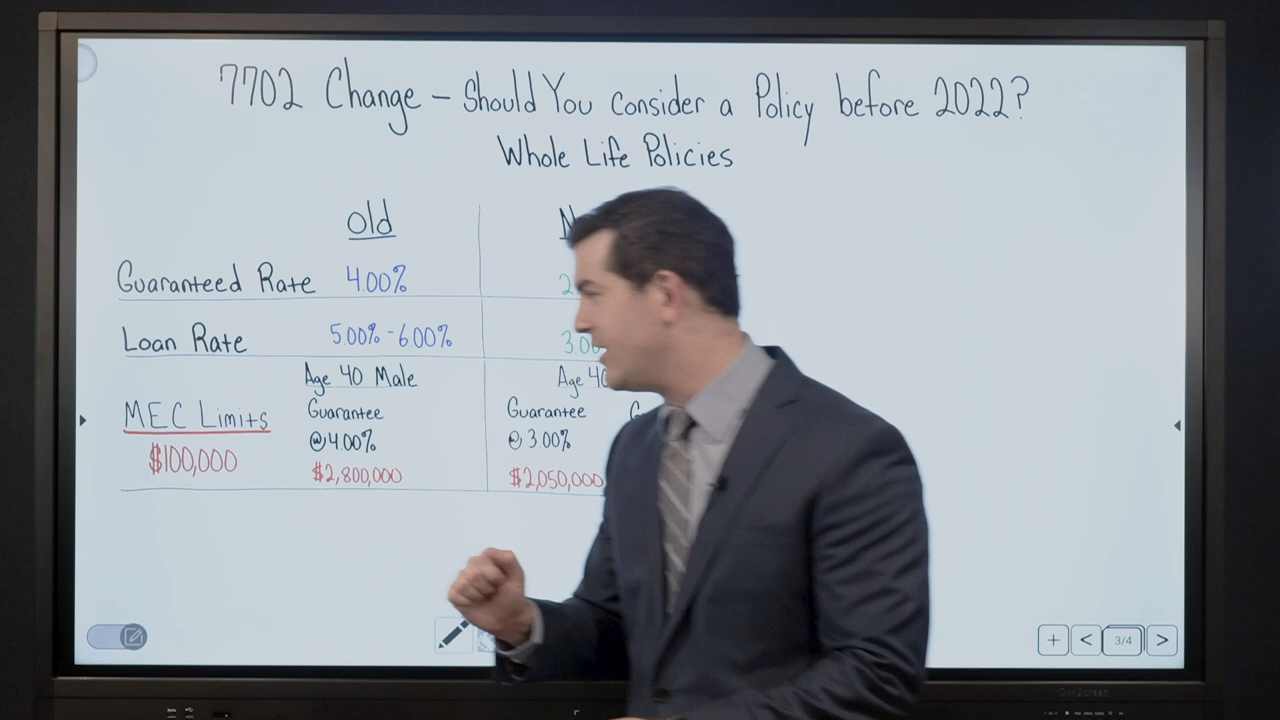 7702 Change – Should You Consider a Policy before 2022?
Whole Life Policies
Old
Guaranteed Rate 4.00%
Loan Rate 5.00% - 6.00%
Age 40 Male
Age 40
MEC Limits
Guarantee
Guarantee
@ 4.00%
@ 3.00%
$100,000
$2,800,000
$2,050,000
+ < 3/4 >